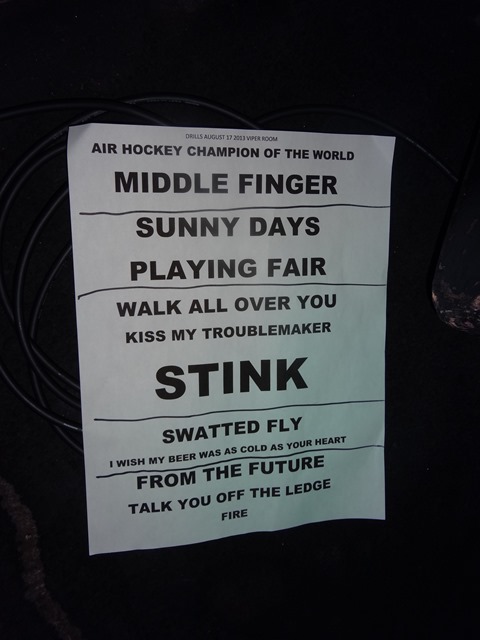 DRILLS AUGUST 17 2013 VIPER ROOM
AIR HOCKEY CHAMPION OF THE WORLD
MIDDLE FINGER
SUNNY DAYS
PLAYING FAIR
WALK ALL OVER YOU
KISS MY TROUBLEMAKER
STINK
SWATTED FLY
I WISH MY BEER WAS AS COLD AS YOUR HEART
FROM THE FUTURE
TALK YOU OFF THE LEDGE
FIRE